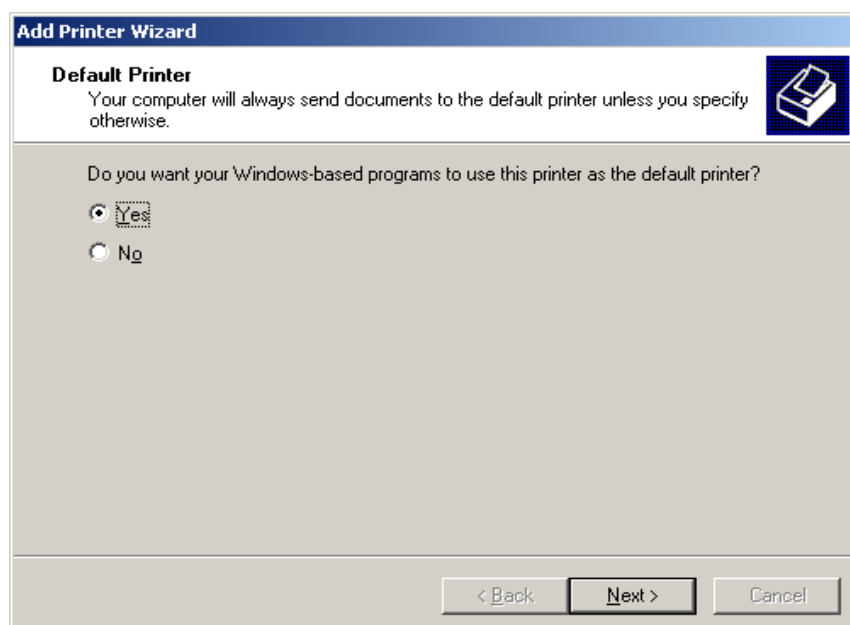 Add Printer Wizard
Default Printer
Your computer will always send documents to the default printer unless you specify
otherwise.
Do you want your Windows-based programs to use this printer as the default printer?
Yes
No
< Back
Next >
Cancel